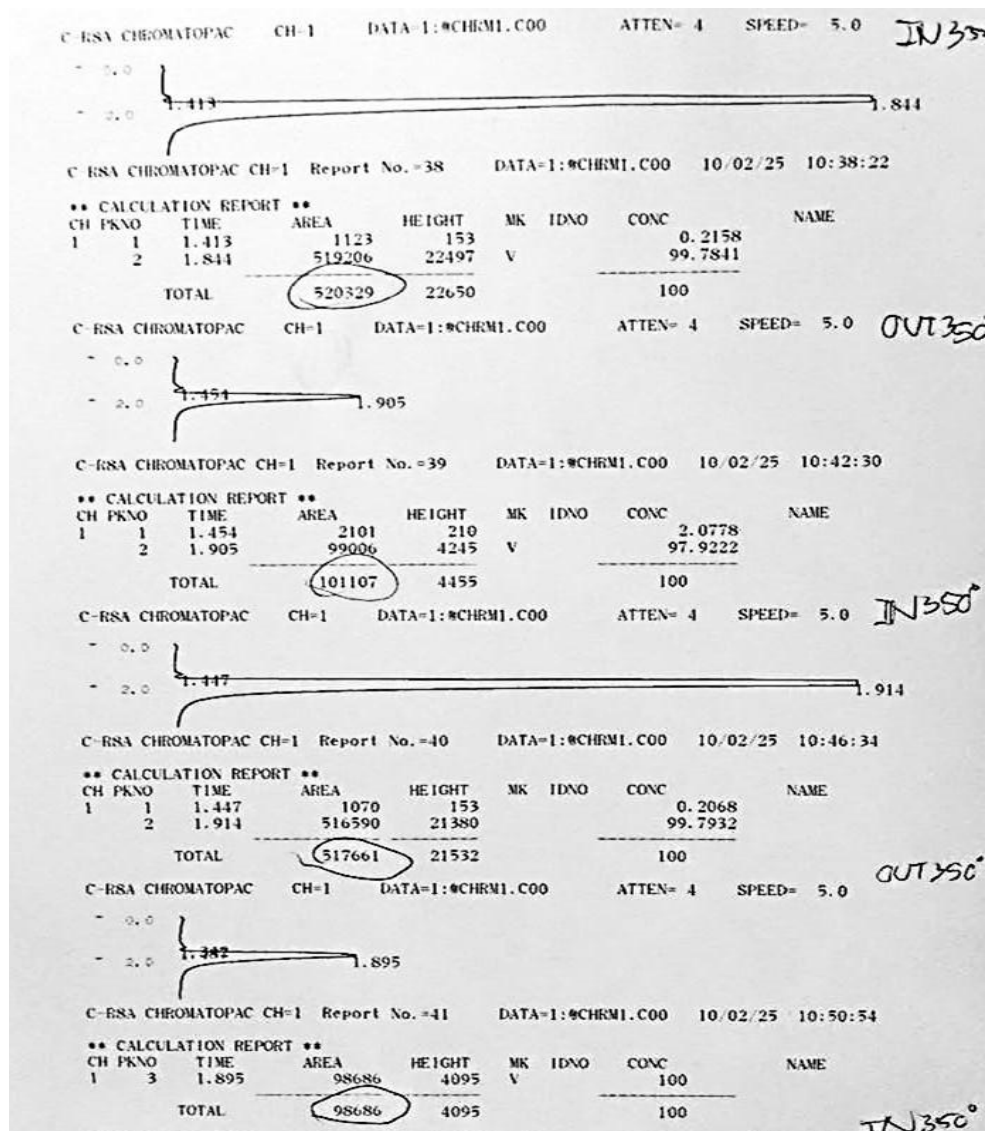 C-RSA CHROMATOPAC CH=1 DATA=1:@CHRM1.C00 ATTEN= 4 SPEED= 5.0 IN 350
- 0.0
1.413
1.844
- 2.0
C-RSA CHROMATOPAC CH=1 Report No.=38 DATA=1:@CHRM1.C00 10/02/25 10:38:22
** CALCULATION REPORT **
CH PKNO TIME AREA HEIGHT MK IDNO CONC NAME
1 1 1.413 1123 153 0.2158
2 1.844 519206 22497 V 99.7841
TOTAL 520329 22650 100
C-RSA CHROMATOPAC CH=1 DATA=1:@CHRM1.C00 ATTEN= 4 SPEED= 5.0 OUT 350°
- 0.0
1.454
- 2.0 1.905
C-RSA CHROMATOPAC CH=1 Report No.=39 DATA=1:@CHRM1.C00 10/02/25 10:42:30
** CALCULATION REPORT **
CH PKNO TIME AREA HEIGHT MK IDNO CONC NAME
1 1 1.454 2101 210 2.0778
2 1.905 99006 4245 V 97.9222
TOTAL 101107 4455 100
C-RSA CHROMATOPAC CH=1 DATA=1:@CHRM1.C00 ATTEN= 4 SPEED= 5.0 IN 350°
- 0.0
1.447
- 2.0 1.914
C-RSA CHROMATOPAC CH=1 Report No.=40 DATA=1:@CHRM1.C00 10/02/25 10:46:34
** CALCULATION REPORT **
CH PKNO TIME AREA HEIGHT MK IDNO CONC NAME
1 1 1.447 1070 153 0.2068
2 1.914 516590 21380 99.7932
TOTAL 517661 21532 100
OUT 350°
C-RSA CHROMATOPAC CH=1 DATA=1:@CHRM1.C00 ATTEN= 4 SPEED= 5.0
- 0.0
- 2.0 1.895
C-RSA CHROMATOPAC CH=1 Report No.=41 DATA=1:@CHRM1.C00 10/02/25 10:50:54
** CALCULATION REPORT **
CH PKNO TIME AREA HEIGHT MK IDNO CONC NAME
1 3 1.895 98686 4095 V 100
TOTAL 98686 4095 100
IN 350°